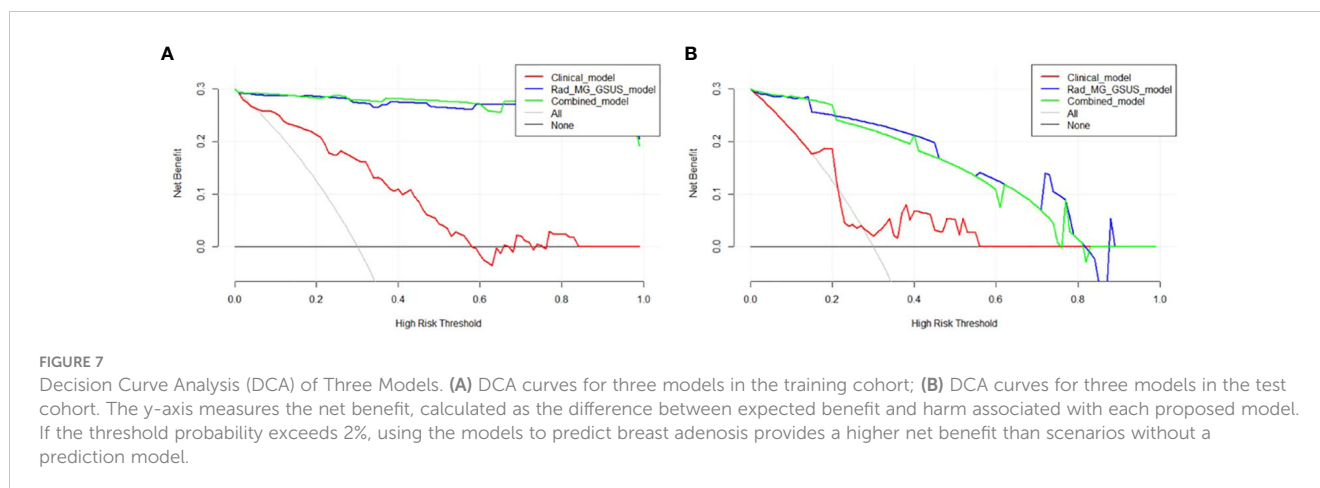 A
Clinical_model
Rad_MG_GSUS_model
Combined_model
All
None
Net Benefit
0.3
0.2
0.1
0.0
0.0 0.2 0.4 0.6 0.8 1.0
High Risk Threshold
B
Clinical_model
Rad_MG_GSUS_model
Combined_model
All
None
Net Benefit
0.3
0.2
0.1
0.0
0.0 0.2 0.4 0.6 0.8 1.0
High Risk Threshold
FIGURE 7
Decision Curve Analysis (DCA) of Three Models. (A) DCA curves for three models in the training cohort; (B) DCA curves for three models in the test
cohort. The y-axis measures the net benefit, calculated as the difference between expected benefit and harm associated with each proposed model.
If the threshold probability exceeds 2%, using the models to predict breast adenosis provides a higher net benefit than scenarios without a
prediction model.